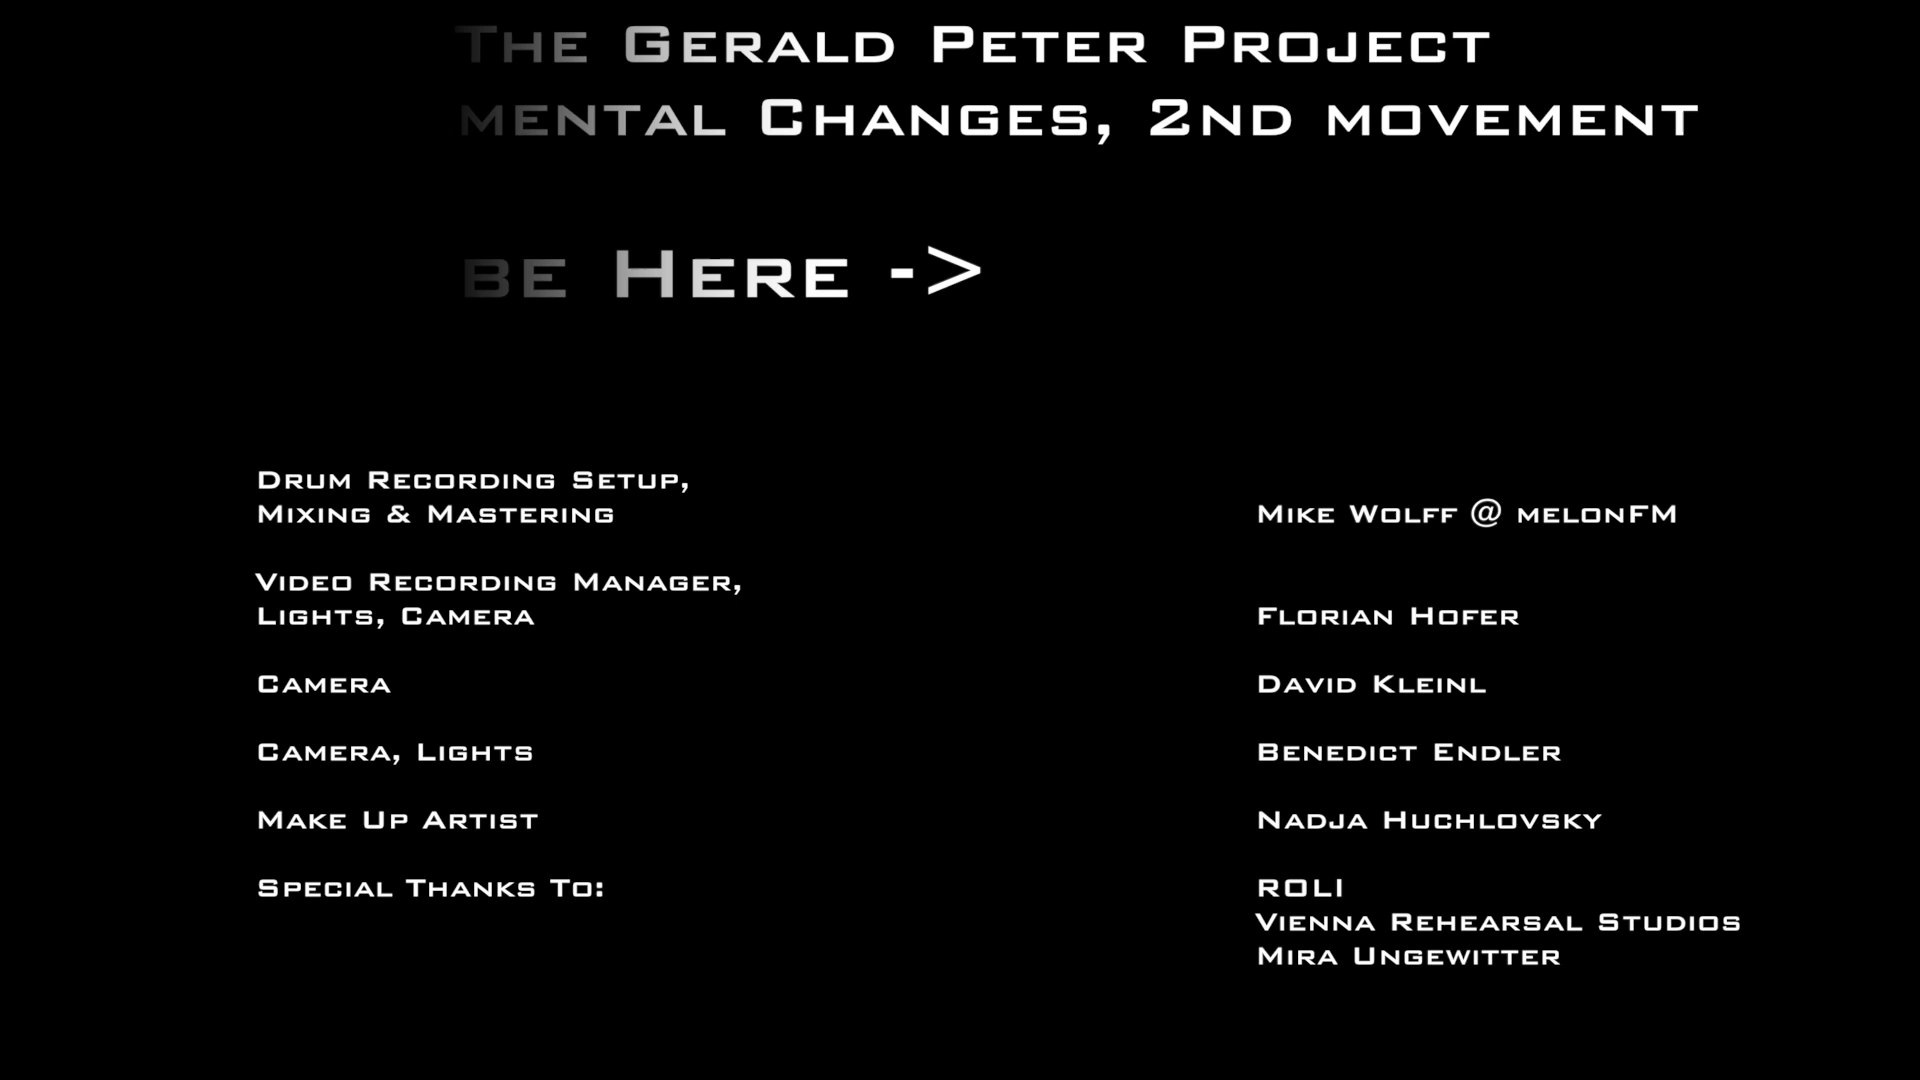 The Gerald Peter Project
mental Changes, 2nd movement
be Here ->
Drum Recording Setup,
Mixing & Mastering
Mike Wolff @ melonFM
Video Recording Manager,
Lights, Camera
Florian Hofer
Camera
David Kleinl
Camera, Lights
Benedict Endler
Make Up Artist
Nadja Huchlovsky
Special Thanks To:
ROLI
Vienna Rehearsal Studios
Mira Ungewitter